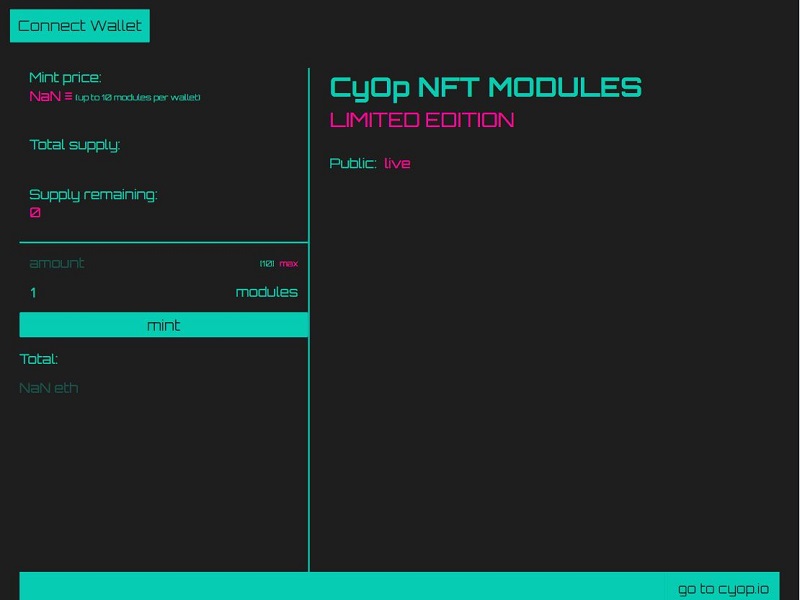 Connect Wallet
Mint price:
NaN Ξ (up to 10 modules per wallet)
Total supply:
Supply remaining:
0
amount [10] max
1 modules
mint
Total:
NaN eth
CyOp NFT MODULES
LIMITED EDITION
Public: live
go to cyop.io